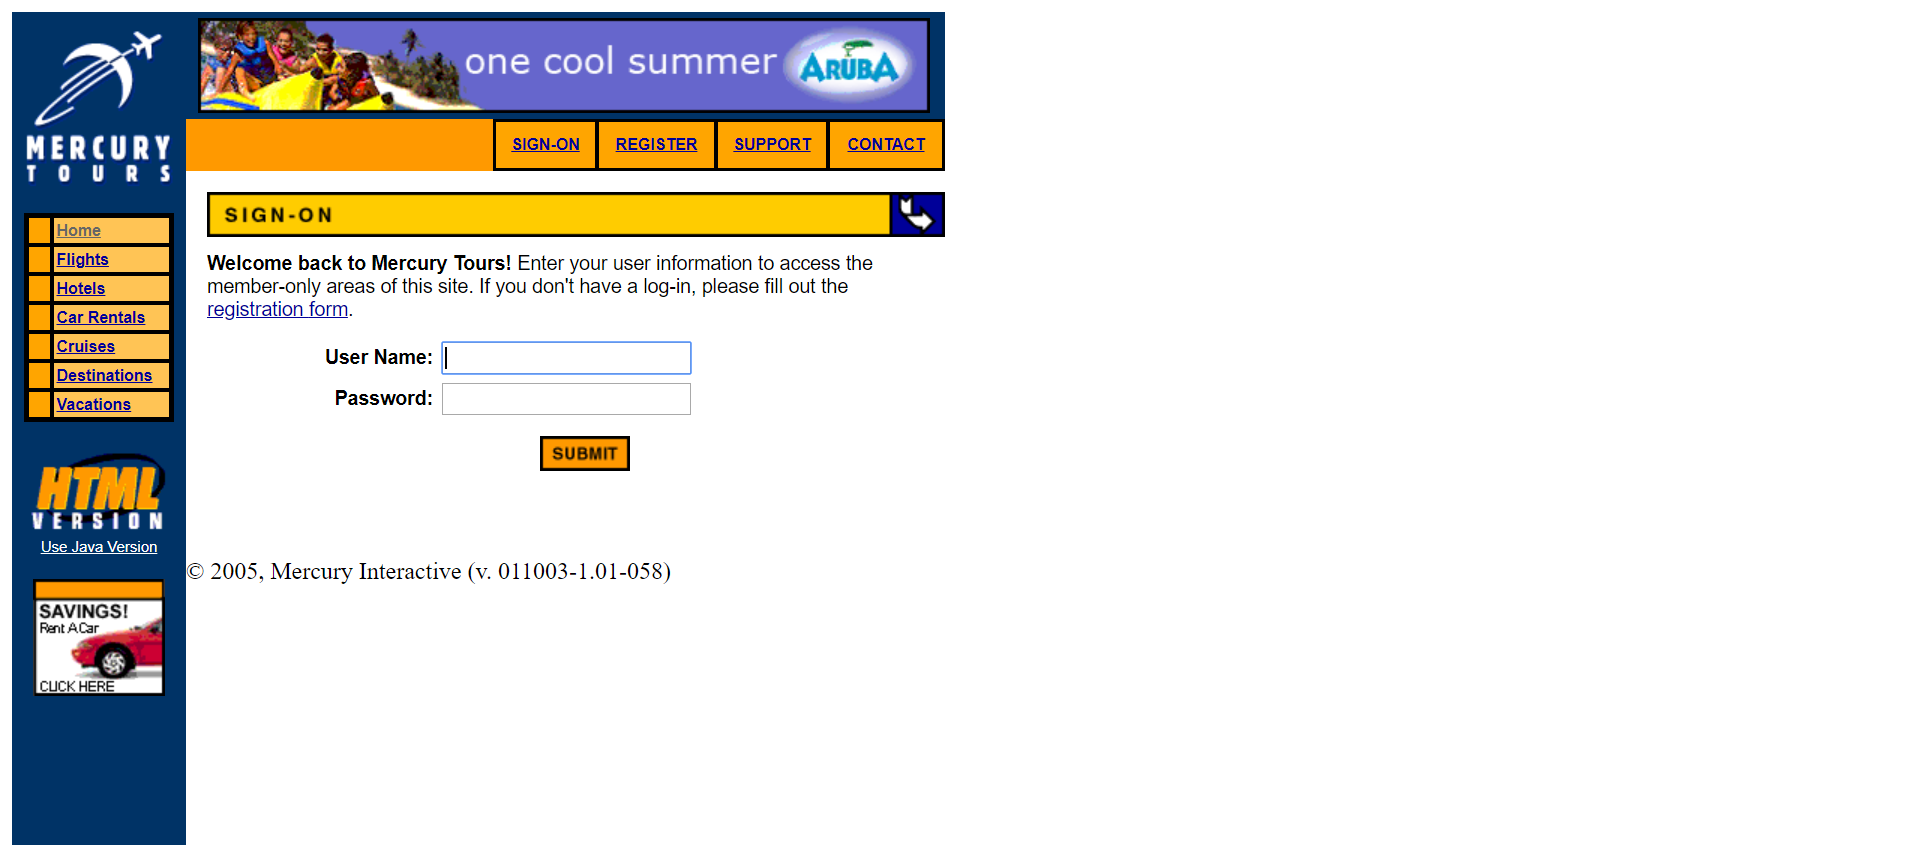 one cool summer ARUBA
MERCURY
TOURS
SIGN-ON REGISTER SUPPORT CONTACT
SIGN-ON
Home
Flights
Hotels
Car Rentals
Cruises
Destinations
Vacations
Welcome back to Mercury Tours! Enter your user information to access the
member-only areas of this site. If you don't have a log-in, please fill out the
registration form.
User Name:
Password:
SUBMIT
HTML
VERSION
Use Java Version
© 2005, Mercury Interactive (v. 011003-1.01-058)
SAVINGS!
Rent A Car
CLICK HERE